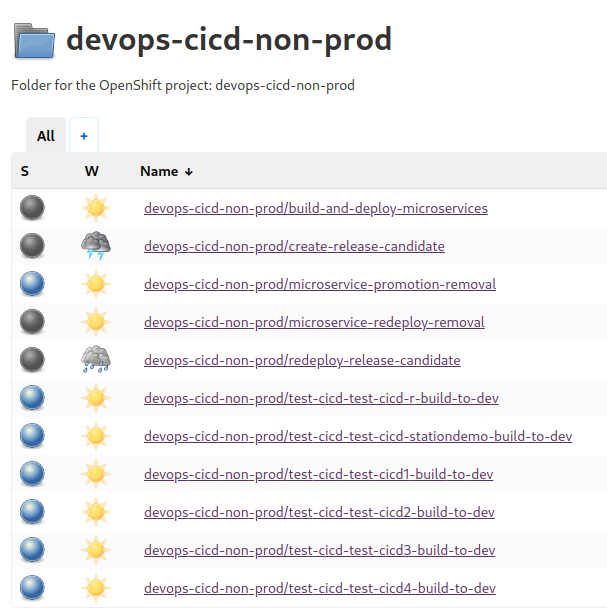 devops-cicd-non-prod
Folder for the OpenShift project: devops-cicd-non-prod
All +
S W Name ↓
devops-cicd-non-prod/build-and-deploy-microservices
devops-cicd-non-prod/create-release-candidate
devops-cicd-non-prod/microservice-promotion-removal
devops-cicd-non-prod/microservice-redeploy-removal
devops-cicd-non-prod/redeploy-release-candidate
devops-cicd-non-prod/test-cicd-test-cicd-r-build-to-dev
devops-cicd-non-prod/test-cicd-test-cicd-stationdemo-build-to-dev
devops-cicd-non-prod/test-cicd-test-cicd1-build-to-dev
devops-cicd-non-prod/test-cicd-test-cicd2-build-to-dev
devops-cicd-non-prod/test-cicd-test-cicd3-build-to-dev
devops-cicd-non-prod/test-cicd-test-cicd4-build-to-dev